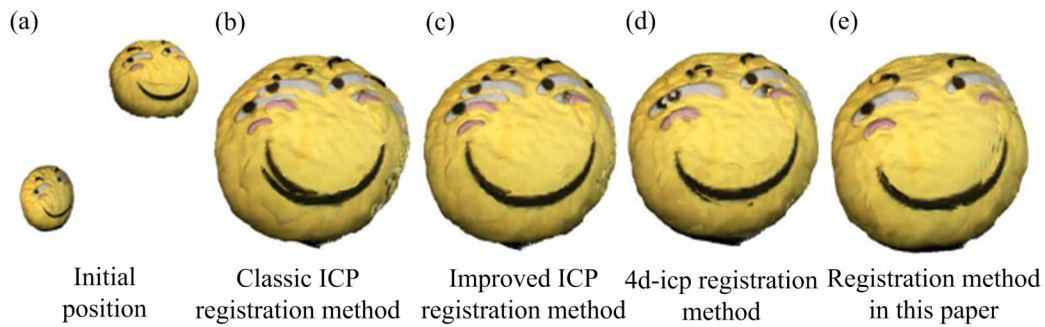 (a) (b) (c) (d) (e)
Initial
position
Classic ICP
registration method
Improved ICP
registration method
4d-icp registration
method
Registration method
in this paper